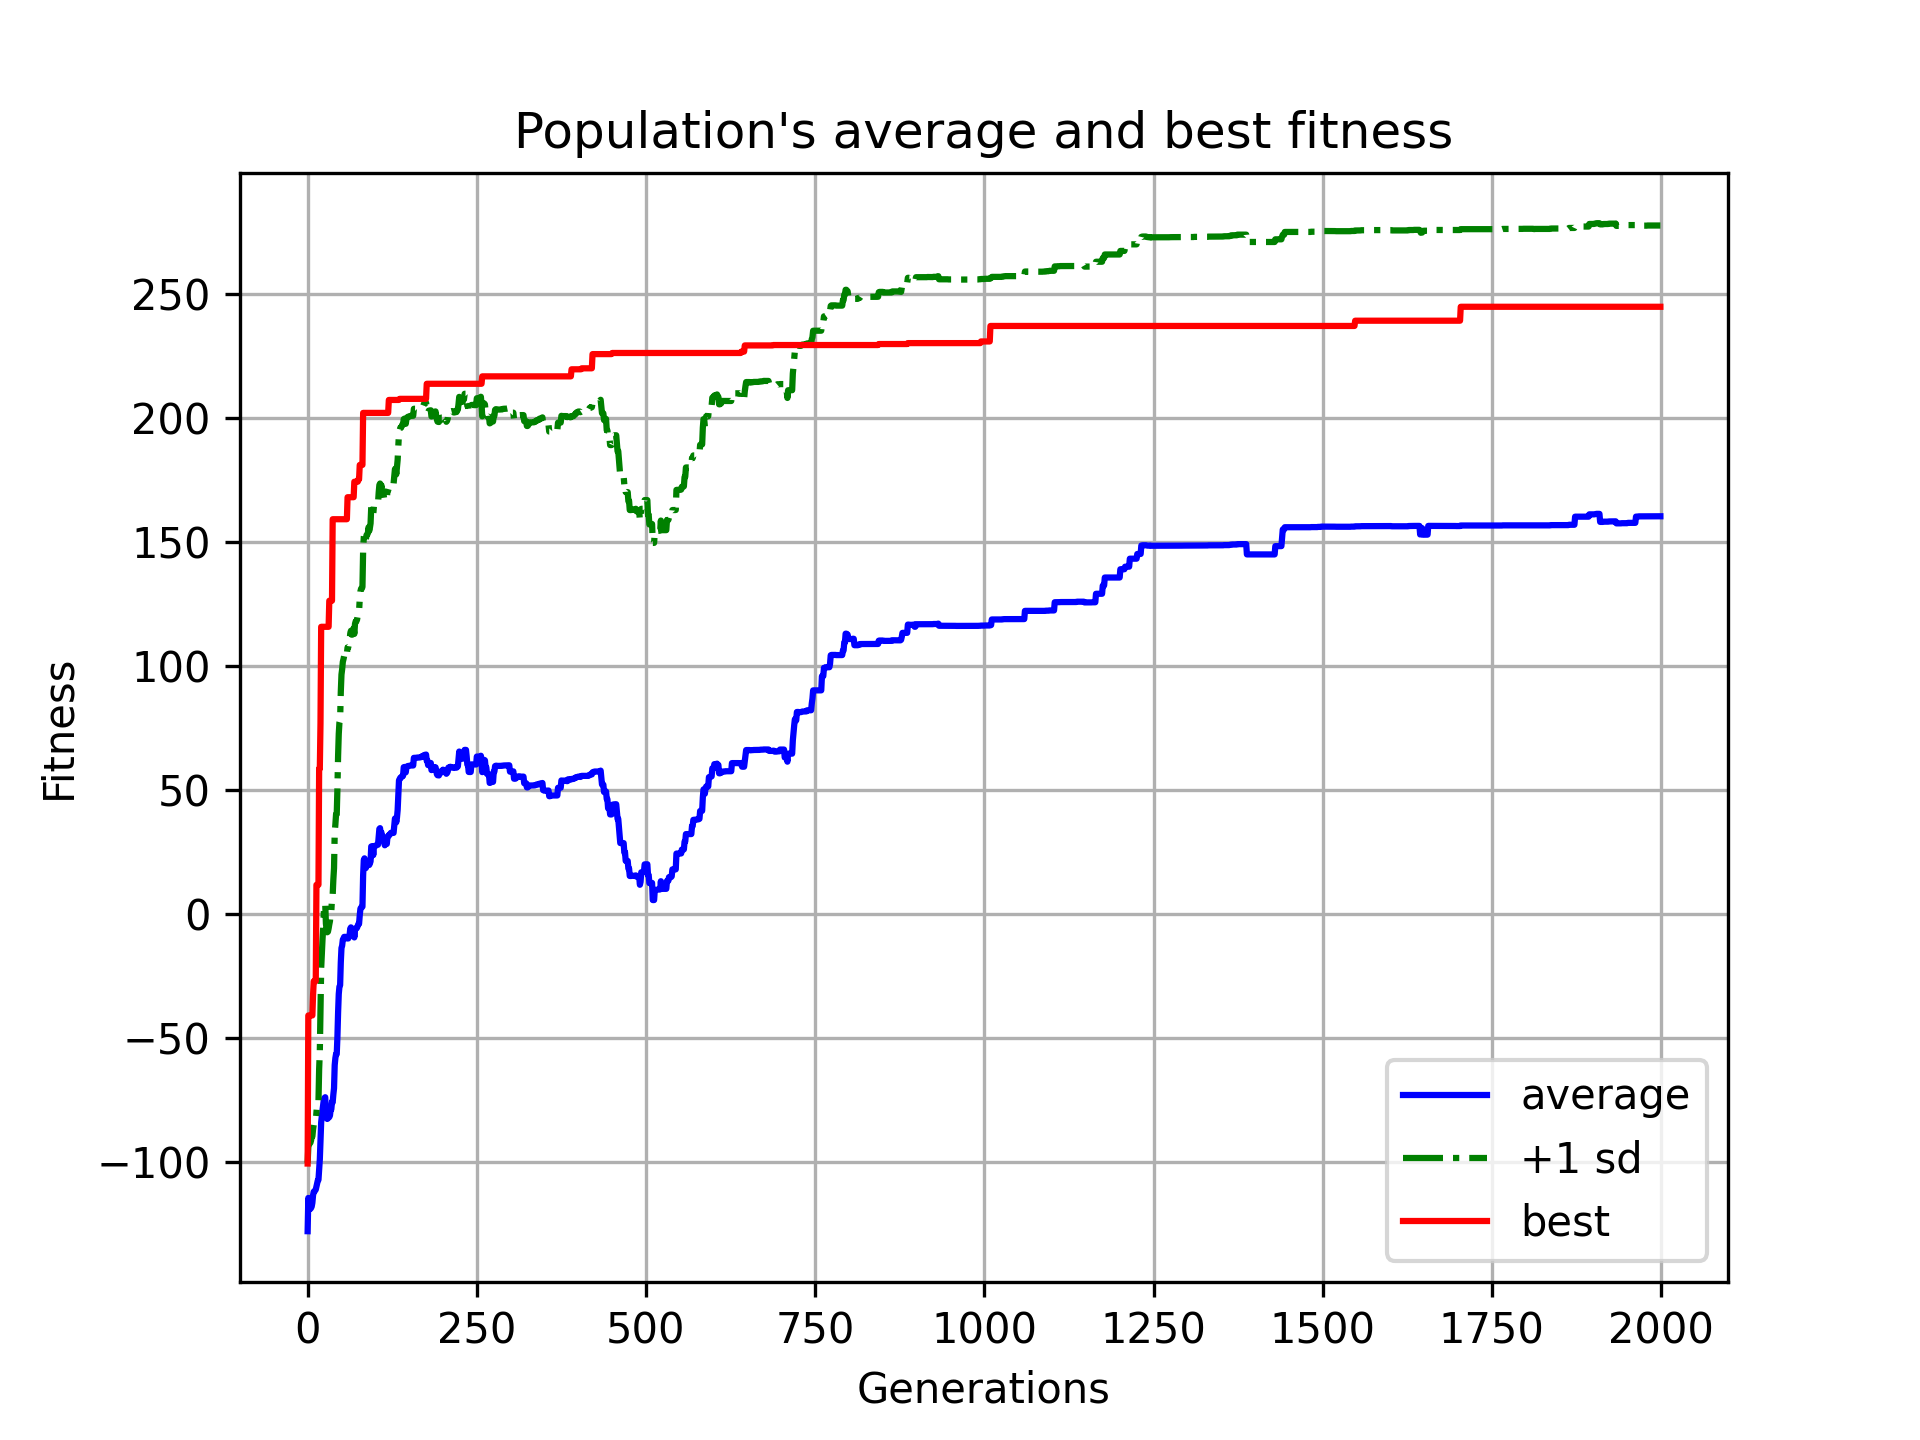 Population's average and best fitness
Fitness
250
200
150
100
50
0
−50
−100
0 250 500 750 1000 1250 1500 1750 2000
Generations
average
+1 sd
best